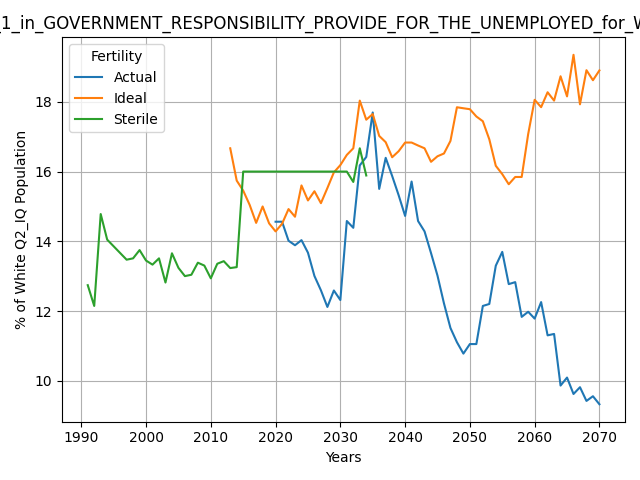 _1_in_GOVERNMENT_RESPONSIBILITY_PROVIDE_FOR_THE_UNEMPLOYED_for_W
Fertility
Actual
Ideal
Sterile
% of White Q2_IQ Population
18
16
14
12
10
1990 2000 2010 2020 2030 2040 2050 2060 2070
Years